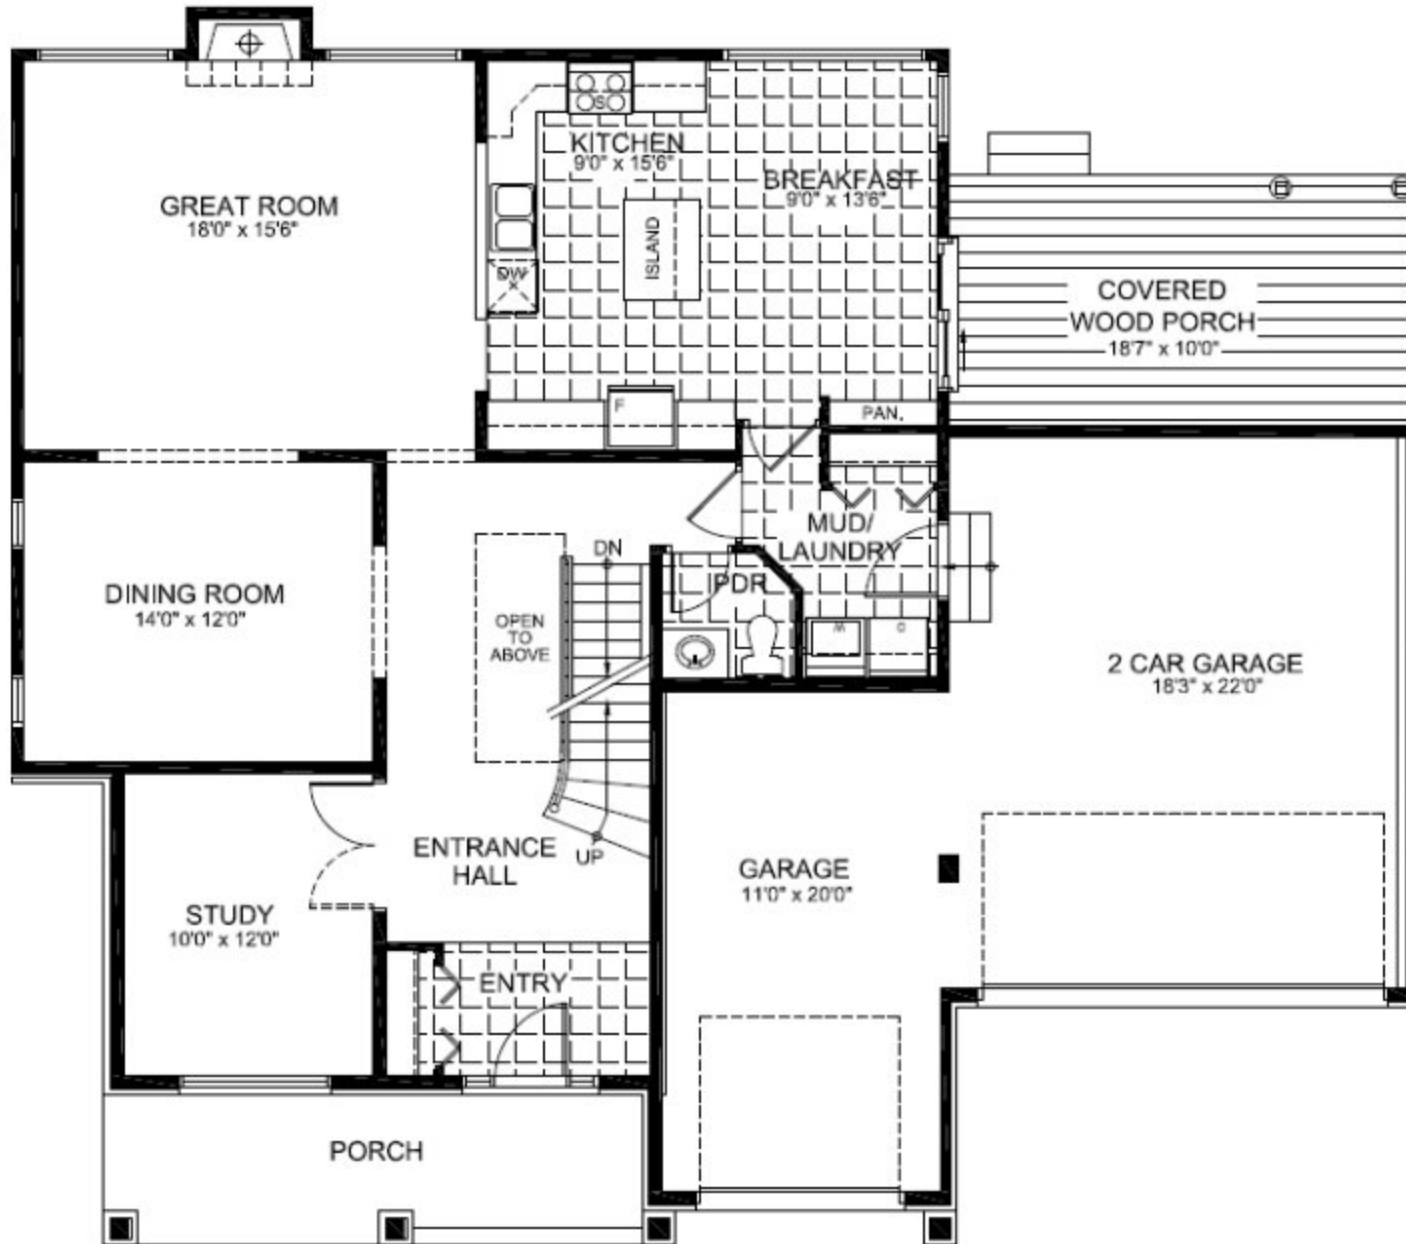 GREAT ROOM
18'0" x 15'6"
S
KITCHEN
9'0" x 15'6"
BREAKFAST
9'0" x 13'6"
ISLAND
DW
COVERED
WOOD PORCH
18'7" x 10'0"
F
PAN.
DINING ROOM
14'0" x 12'0"
OPEN
TO
ABOVE
DN
PDR
MUD/
LAUNDRY
W
D
2 CAR GARAGE
18'3" x 22'0"
ENTRANCE
HALL
UP
GARAGE
11'0" x 20'0"
STUDY
10'0" x 12'0"
ENTRY
PORCH